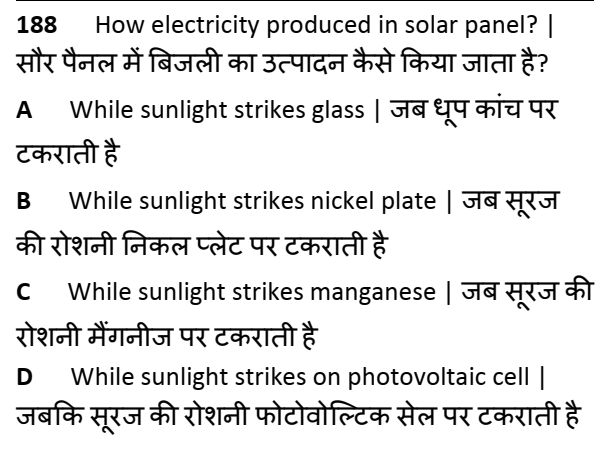 188 How electricity produced in solar panel? |
सौर पैनल में बिजली का उत्पादन कैसे किया जाता है?
A While sunlight strikes glass | जब धूप कांच पर
टकराती है
B While sunlight strikes nickel plate | जब सूरज
की रोशनी निकल प्लेट पर टकराती है
C While sunlight strikes manganese | जब सूरज की
रोशनी मैंगनीज पर टकराती है
D While sunlight strikes on photovoltaic cell |
जबकि सूरज की रोशनी फोटोवोल्टिक सेल पर टकराती है